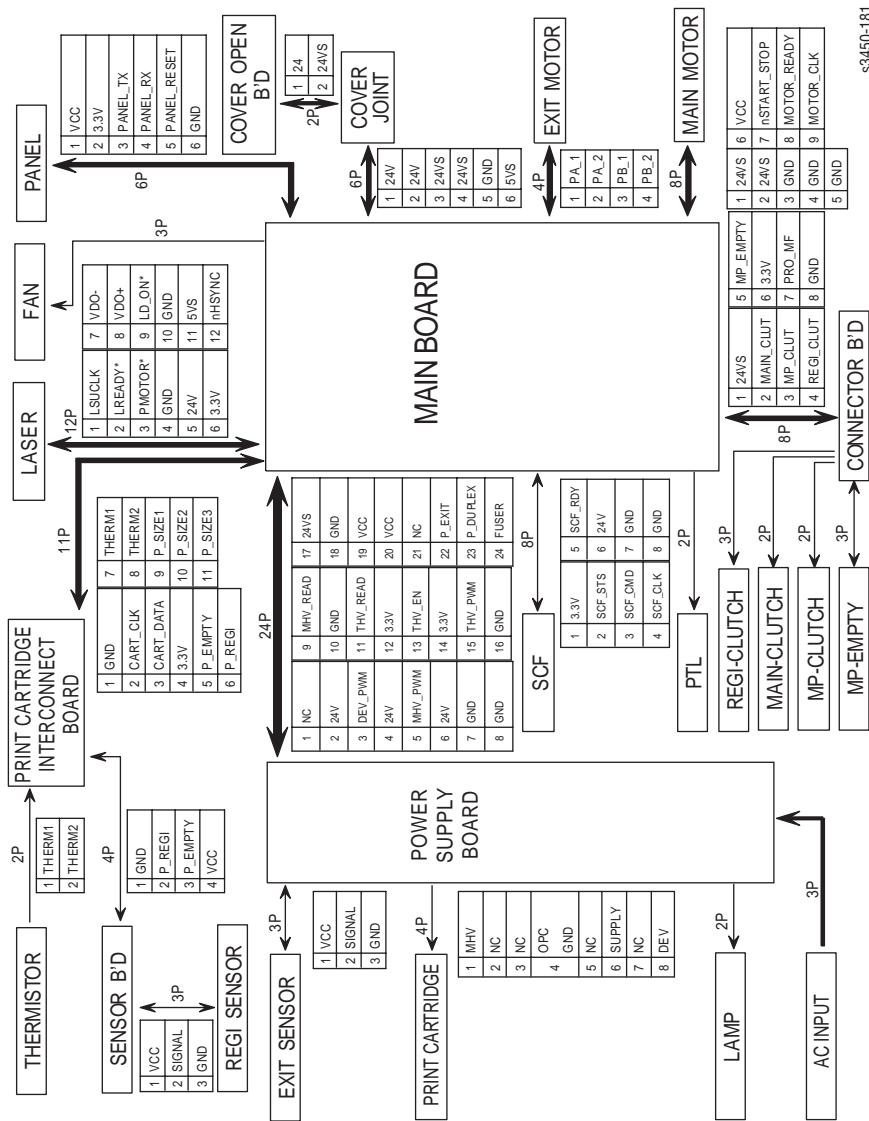 PANEL
6P
1 VCC
2 3.3V
3 PANEL_TX
4 PANEL_RX
5 PANEL_RESET
6 GND
COVER OPEN
B'D
2P
1 24
2 24VS
COVER
JOINT
6P
1 24V
2 24V
3 24VS
4 24VS
5 GND
6 5VS
EXIT MOTOR
4P
1 PA_1
2 PA_2
3 PB_1
4 PB_2
MAIN MOTOR
8P
1 24VS
2 24VS
3 GND
4 GND
5 GND
6 VCC
7 nSTART_STOP
8 MOTOR_READY
9 MOTOR_CLK
FAN
3P
LASER
12P
1 LSUCLK
2 LREADY*
3 PMOTOR*
4 GND
5 24V
6 3.3V
7 VDO-
8 VDO+
9 LD_ON*
10 GND
11 5VS
12 nHSYNC
MAIN BOARD
PRINT CARTRIDGE
INTERCONNECT
BOARD
11P
1 GND
2 CART_CLK
3 CART_DATA
4 3.3V
5 P_EMPTY
6 P_REGI
7 THERM1
8 THERM2
9 P_SIZE1
10 P_SIZE2
11 P_SIZE3
24P
1 NC
2 24V
3 DEV_PWM
4 24V
5 MHV_PWM
6 24V
7 GND
8 GND
9 MHV_READ
10 GND
11 THV_READ
12 3.3V
13 THV_EN
14 3.3V
15 THV_PWM
16 GND
17 24VS
18 GND
19 VCC
20 VCC
21 NC
22 P_EXIT
23 P_DUPLEX
24 FUSER
SCF
8P
1 3.3V
2 SCF_STS
3 SCF_CMD
4 SCF_CLK
5 SCF_RDY
6 24V
7 GND
8 GND
PTL
2P
CONNECTOR B'D
8P
1 24VS
2 MAIN_CLUT
3 MP_CLUT
4 REGI_CLUT
5 MP_EMPTY
6 3.3V
7 PRO_MF
8 GND
REGI-CLUTCH
3P
MAIN-CLUTCH
2P
MP-CLUTCH
2P
MP-EMPTY
3P
THERMISTOR
2P
1 THERM1
2 THERM2
SENSOR B'D
4P
1 GND
2 P_REGI
3 P_EMPTY
4 VCC
REGI SENSOR
3P
1 VCC
2 SIGNAL
3 GND
POWER
SUPPLY
BOARD
EXIT SENSOR
3P
1 VCC
2 SIGNAL
3 GND
PRINT CARTRIDGE
4P
1 MHV
2 NC
3 NC
4 OPC
GND
5 NC
6 SUPPLY
7 NC
8 DEV
LAMP
2P
AC INPUT
3P
s3450-181